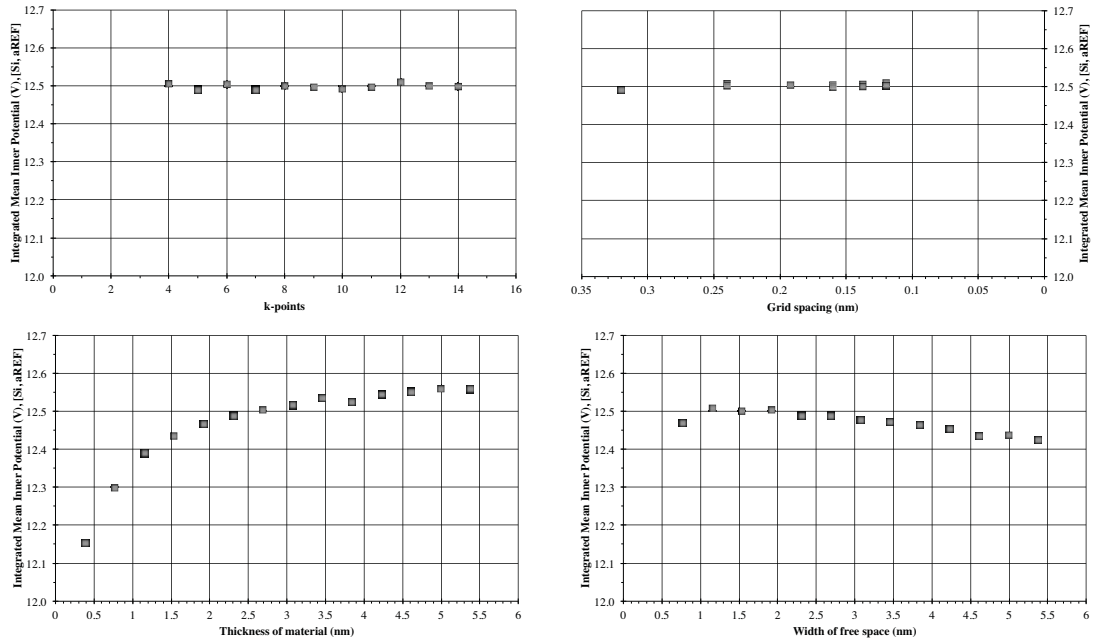 12.7
12.6
12.5
12.4
12.3
12.2
12.1
12.0
Integrated Mean Inner Potential (V), [Si, aREF]
0 2 4 6 8 10 12 14 16
k-points
12.7
12.6
12.5
12.4
12.3
12.2
12.1
12.0
Integrated Mean Inner Potential (V), [Si, aREF]
0.35 0.3 0.25 0.2 0.15 0.1 0.05 0
Grid spacing (nm)
12.7
12.6
12.5
12.4
12.3
12.2
12.1
12.0
Integrated Mean Inner Potential (V), [Si, aREF]
0 0.5 1 1.5 2 2.5 3 3.5 4 4.5 5 5.5 6
Thickness of material (nm)
12.7
12.6
12.5
12.4
12.3
12.2
12.1
12.0
Integrated Mean Inner Potential (V), [Si, aREF]
0 0.5 1 1.5 2 2.5 3 3.5 4 4.5 5 5.5 6
Width of free space (nm)